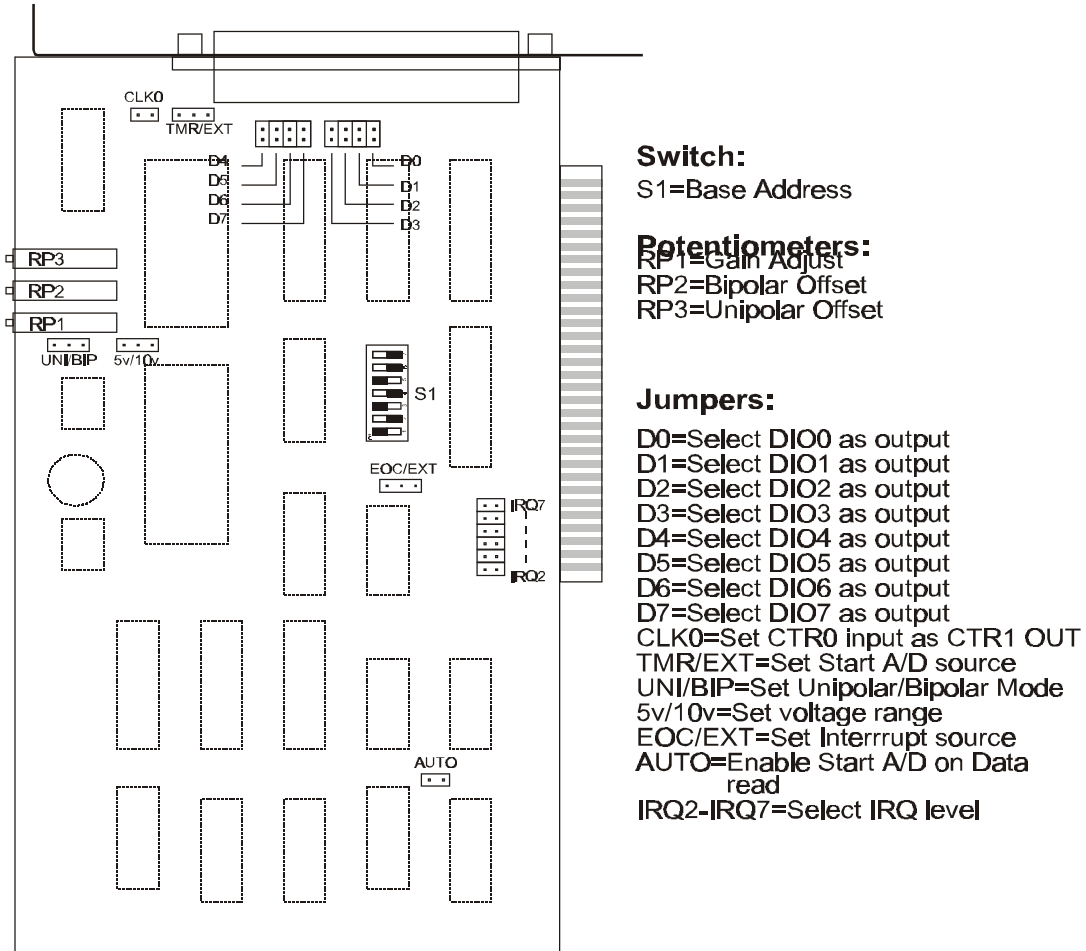 CLK0
TMR/EXT
D4
D5
D6
D7
D0
D1
D2
D3
RP3
RP2
RP1
UNI/BIP
5v/10v
S1
EOC/EXT
IRQ7
IRQ2
AUTO
Switch:
S1=Base Address
Potentiometers:
RP1=Gain Adjust
RP2=Bipolar Offset
RP3=Unipolar Offset
Jumpers:
D0=Select DIO0 as output
D1=Select DIO1 as output
D2=Select DIO2 as output
D3=Select DIO3 as output
D4=Select DIO4 as output
D5=Select DIO5 as output
D6=Select DIO6 as output
D7=Select DIO7 as output
CLK0=Set CTR0 input as CTR1 OUT
TMR/EXT=Set Start A/D source
UNI/BIP=Set Unipolar/Bipolar Mode
5v/10v=Set voltage range
EOC/EXT=Set Interrrupt source
AUTO=Enable Start A/D on Data
read
IRQ2-IRQ7=Select IRQ level